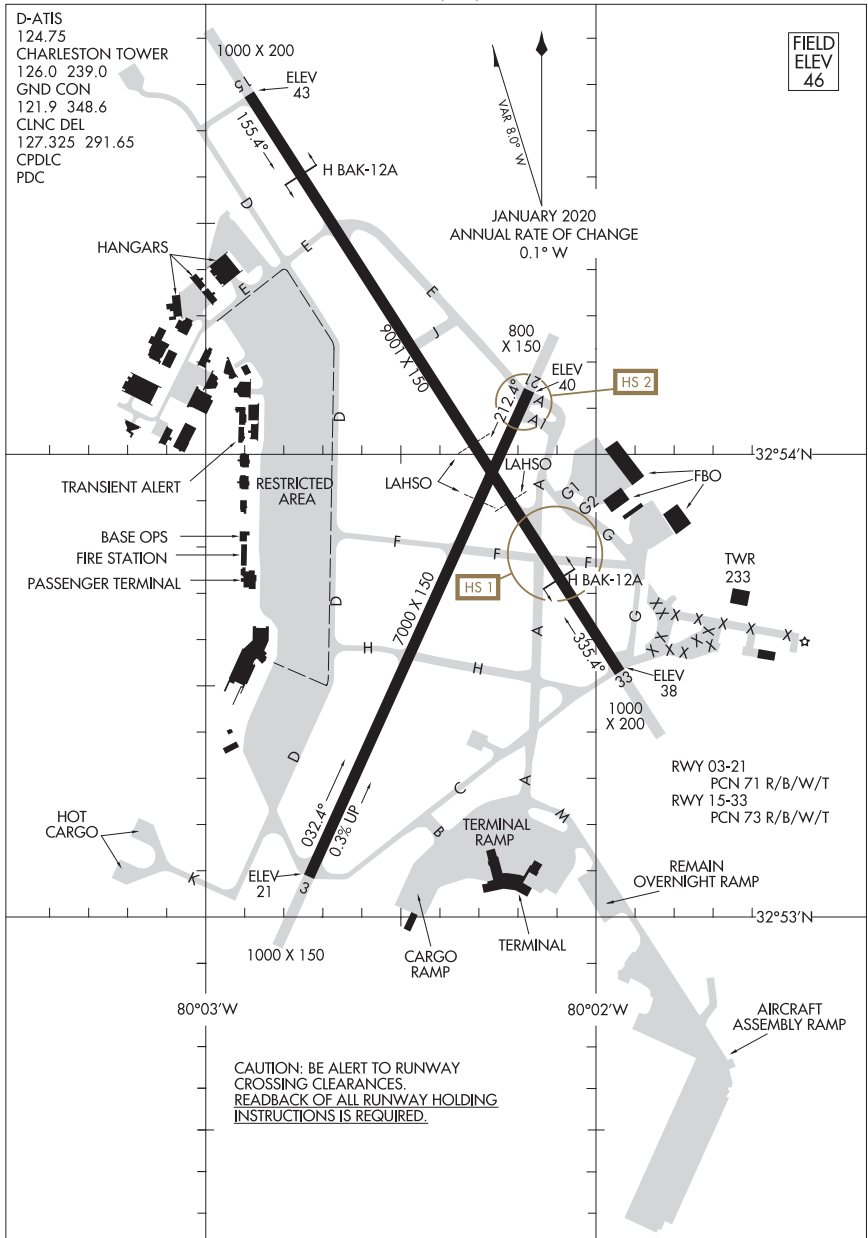 D-ATIS
124.75
CHARLESTON TOWER
126.0 239.0
GND CON
121.9 348.6
CLNC DEL
127.325 291.65
CPDLC
PDC
1000 X 200
ELEV
43
15
155.4°
H BAK-12A
VAR 8.0° W
JANUARY 2020
ANNUAL RATE OF CHANGE
0.1° W
FIELD
ELEV
46
D
HANGARS
E
E
E
J
9001 X 150
800
X 150
ELEV
40
21
212.4°
A
A1
HS 2
D
32°54'N
LAHSO
LAHSO
TRANSIENT ALERT
RESTRICTED
AREA
A
G1
G2
G
FBO
BASE OPS
FIRE STATION
PASSENGER TERMINAL
F
F
F
HS 1
H BAK-12A
TWR
233
D
7000 X 150
A
G
X X X X X X X X X X X X
335.4°
H
H
33
ELEV
38
1000
X 200
D
C
A
B
M
RWY 03-21
PCN 71 R/B/W/T
RWY 15-33
PCN 73 R/B/W/T
032.4°
0.3% UP
HOT
CARGO
K
ELEV
21
3
TERMINAL
RAMP
REMAIN
OVERNIGHT RAMP
32°53'N
1000 X 150
CARGO
RAMP
TERMINAL
80°03'W
80°02'W
AIRCRAFT
ASSEMBLY RAMP
CAUTION: BE ALERT TO RUNWAY
CROSSING CLEARANCES.
READBACK OF ALL RUNWAY HOLDING
INSTRUCTIONS IS REQUIRED.